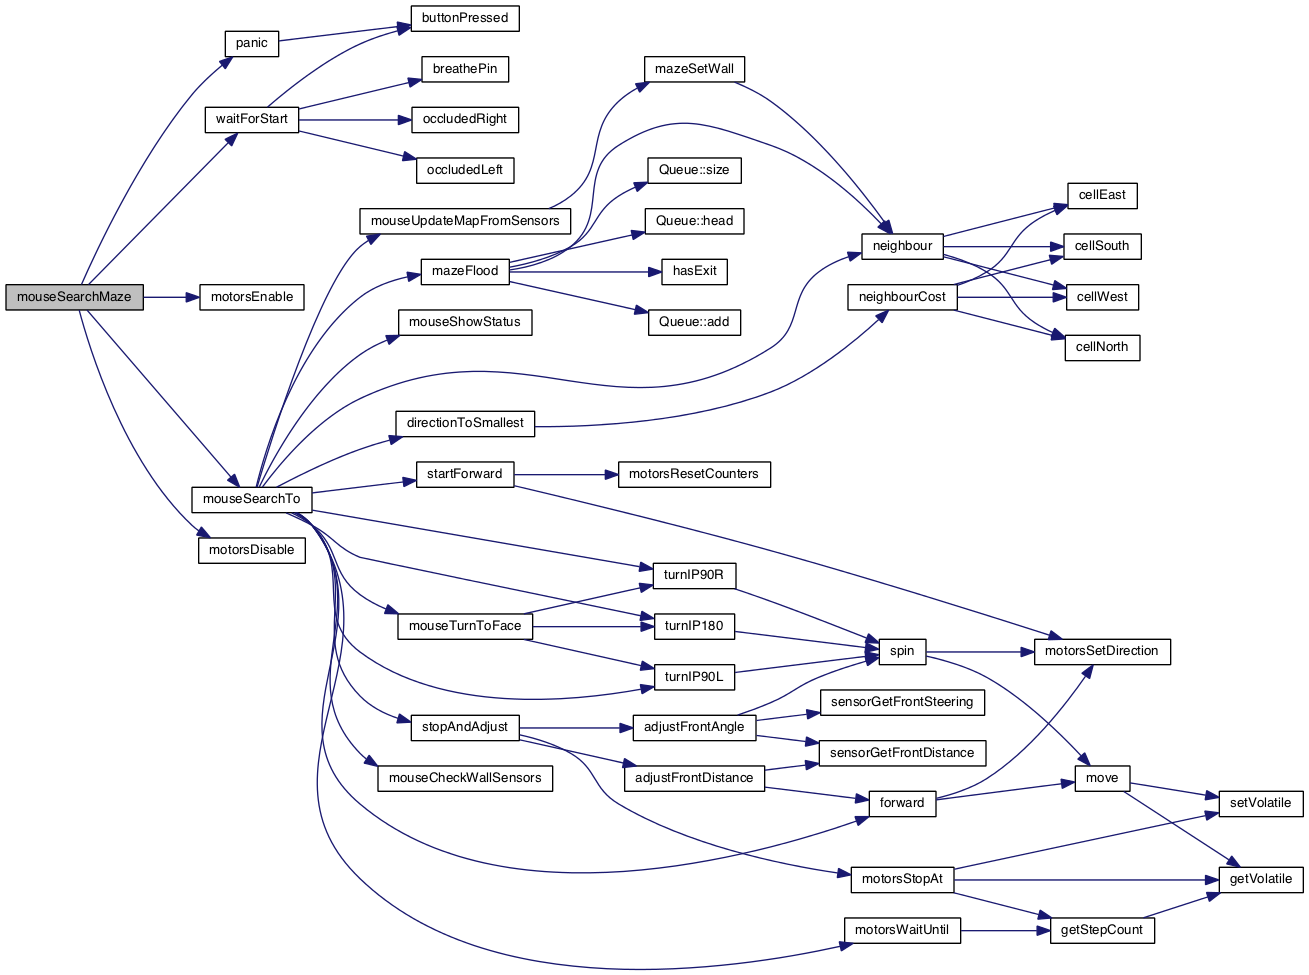 buttonPressed
panic
breathePin
mazeSetWall
waitForStart
occludedRight
occludedLeft
Queue::size
cellEast
mouseUpdateMapFromSensors
Queue::head
neighbour
cellSouth
mazeFlood
hasExit
mouseSearchMaze
motorsEnable
neighbourCost
cellWest
mouseShowStatus
Queue::add
cellNorth
directionToSmallest
startForward
motorsResetCounters
mouseSearchTo
motorsDisable
turnIP90R
mouseTurnToFace
turnIP180
spin
motorsSetDirection
turnIP90L
sensorGetFrontSteering
stopAndAdjust
adjustFrontAngle
sensorGetFrontDistance
mouseCheckWallSensors
adjustFrontDistance
move
forward
setVolatile
motorsStopAt
getVolatile
motorsWaitUntil
getStepCount